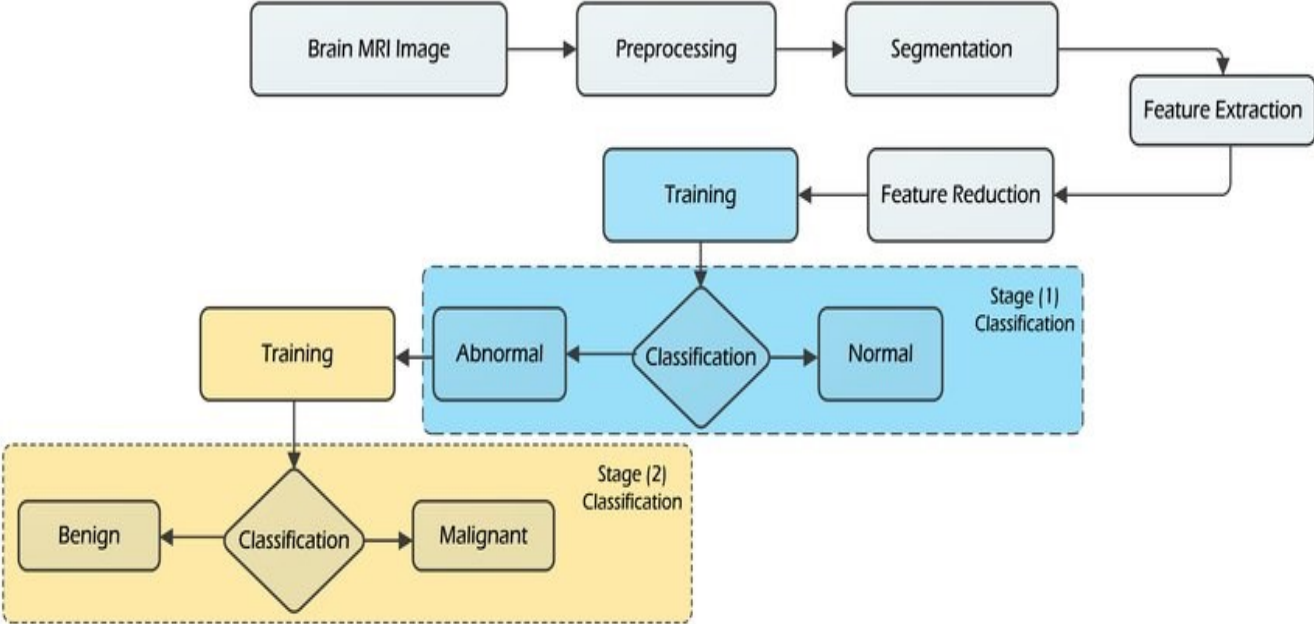 Brain MRI Image
Preprocessing
Segmentation
Feature Extraction
Feature Reduction
Training
Stage (1)
Classification
Classification
Abnormal
Normal
Training
Stage (2)
Classification
Classification
Benign
Malignant